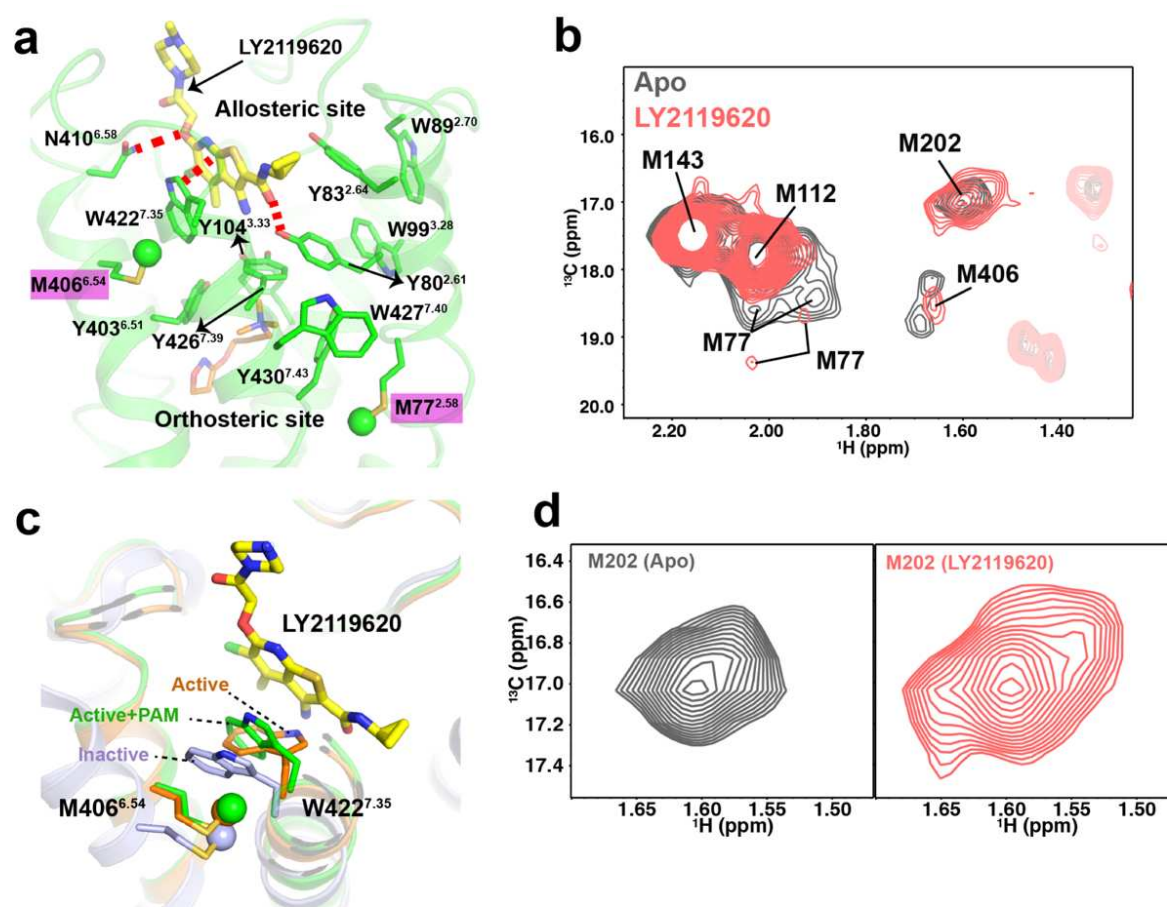 a
LY2119620
Allosteric site
N410^6.58
W89^2.70
Y83^2.64
W422^7.35
Y104^3.33
W99^3.28
M406^6.54
Y80^2.61
Y403^6.51
W427^7.40
Y426^7.39
Y430^7.43
M77^2.58
Orthosteric site
b
Apo
LY2119620
M202
M143
M112
M406
M77
M77
16.0
17.0
18.0
19.0
20.0
13C (ppm)
2.20 2.00 1.80 1.60 1.40
1H (ppm)
c
LY2119620
Active
Active+PAM
Inactive
M406^6.54
W422^7.35
d
M202 (Apo)
M202 (LY2119620)
16.4
16.6
16.8
17.0
17.2
17.4
13C (ppm)
1.65 1.60 1.55
1H (ppm)
1.65 1.60 1.55 1.50
1H (ppm)